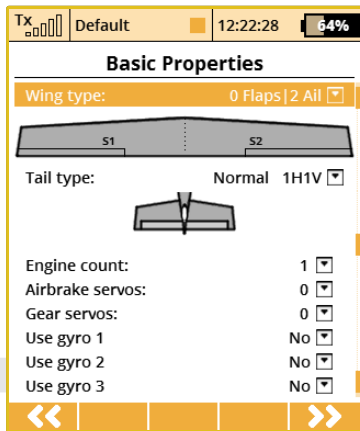 Tx Default 12:22:28 64%
Basic Properties
Wing type: 0 Flaps|2 Ail
S1 S2
Tail type: Normal 1H1V
Engine count: 1
Airbrake servos: 0
Gear servos: 0
Use gyro 1 No
Use gyro 2 No
Use gyro 3 No